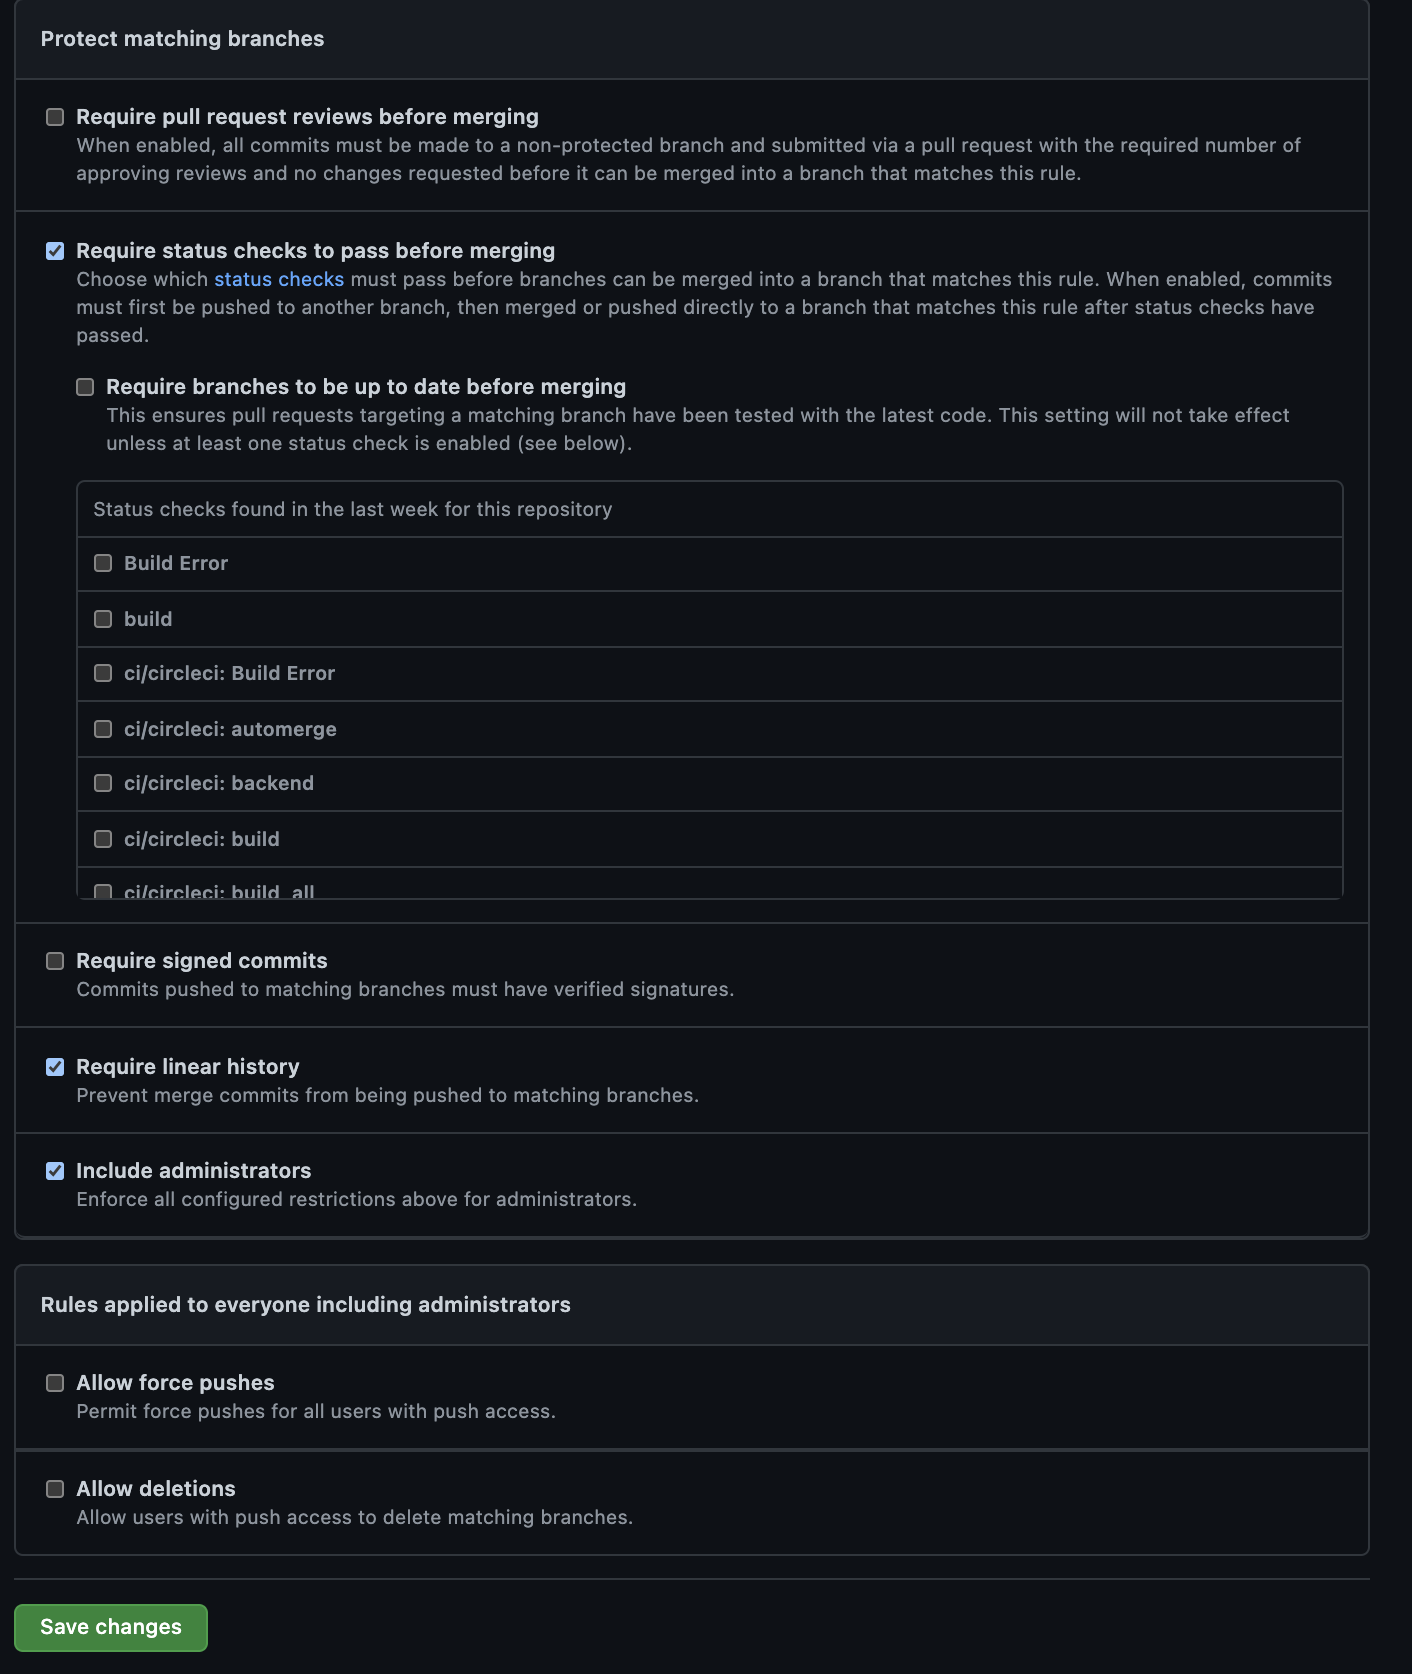 Protect matching branches
Require pull request reviews before merging
When enabled, all commits must be made to a non-protected branch and submitted via a pull request with the required number of
approving reviews and no changes requested before it can be merged into a branch that matches this rule.
Require status checks to pass before merging
Choose which status checks must pass before branches can be merged into a branch that matches this rule. When enabled, commits
must first be pushed to another branch, then merged or pushed directly to a branch that matches this rule after status checks have
passed.
Require branches to be up to date before merging
This ensures pull requests targeting a matching branch have been tested with the latest code. This setting will not take effect
unless at least one status check is enabled (see below).
Status checks found in the last week for this repository
Build Error
build
ci/circleci: Build Error
ci/circleci: automerge
ci/circleci: backend
ci/circleci: build
ci/circleci: build_all
Require signed commits
Commits pushed to matching branches must have verified signatures.
Require linear history
Prevent merge commits from being pushed to matching branches.
Include administrators
Enforce all configured restrictions above for administrators.
Rules applied to everyone including administrators
Allow force pushes
Permit force pushes for all users with push access.
Allow deletions
Allow users with push access to delete matching branches.
Save changes